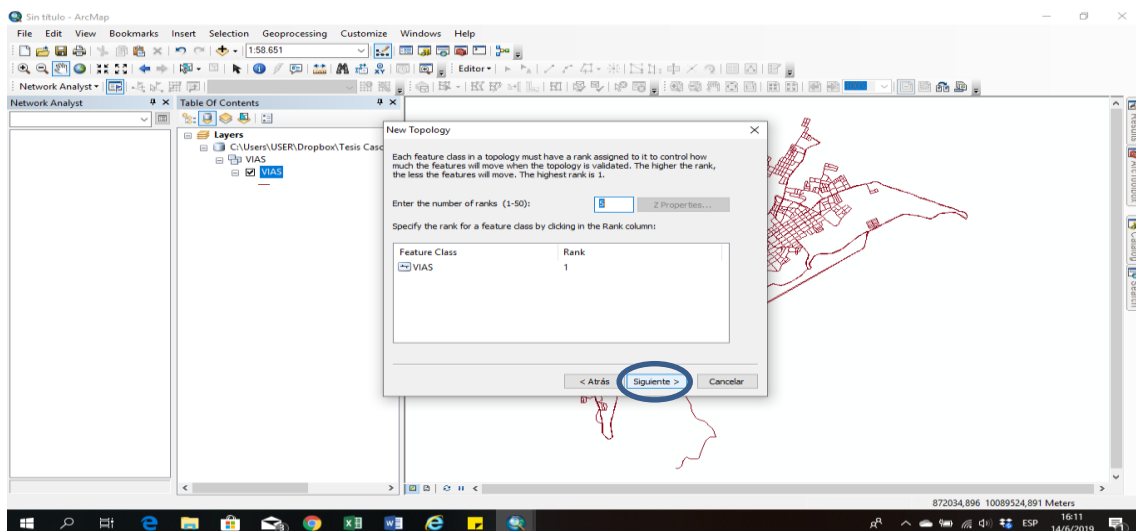 Sin título - ArcMap
File Edit View Bookmarks Insert Selection Geoprocessing Customize Windows Help
1:58.651
Editor
Network Analyst
Network Analyst
Table Of Contents
Layers
C:\Users\USER\Dropbox\Tesis Casc
VIAS
VIAS
New Topology
Each feature class in a topology must have a rank assigned to it to control how
much the features will move when the topology is validated. The higher the rank,
the less the features will move. The highest rank is 1.
Enter the number of ranks (1-50):
Z Properties...
Specify the rank for a feature class by clicking in the Rank column:
Feature Class Rank
VIAS 1
< Atrás Siguiente > Cancelar
Results
ArcToolbox
Catalog
Search
872034,896 10089524,891 Meters
ESP
16:11
14/6/2019